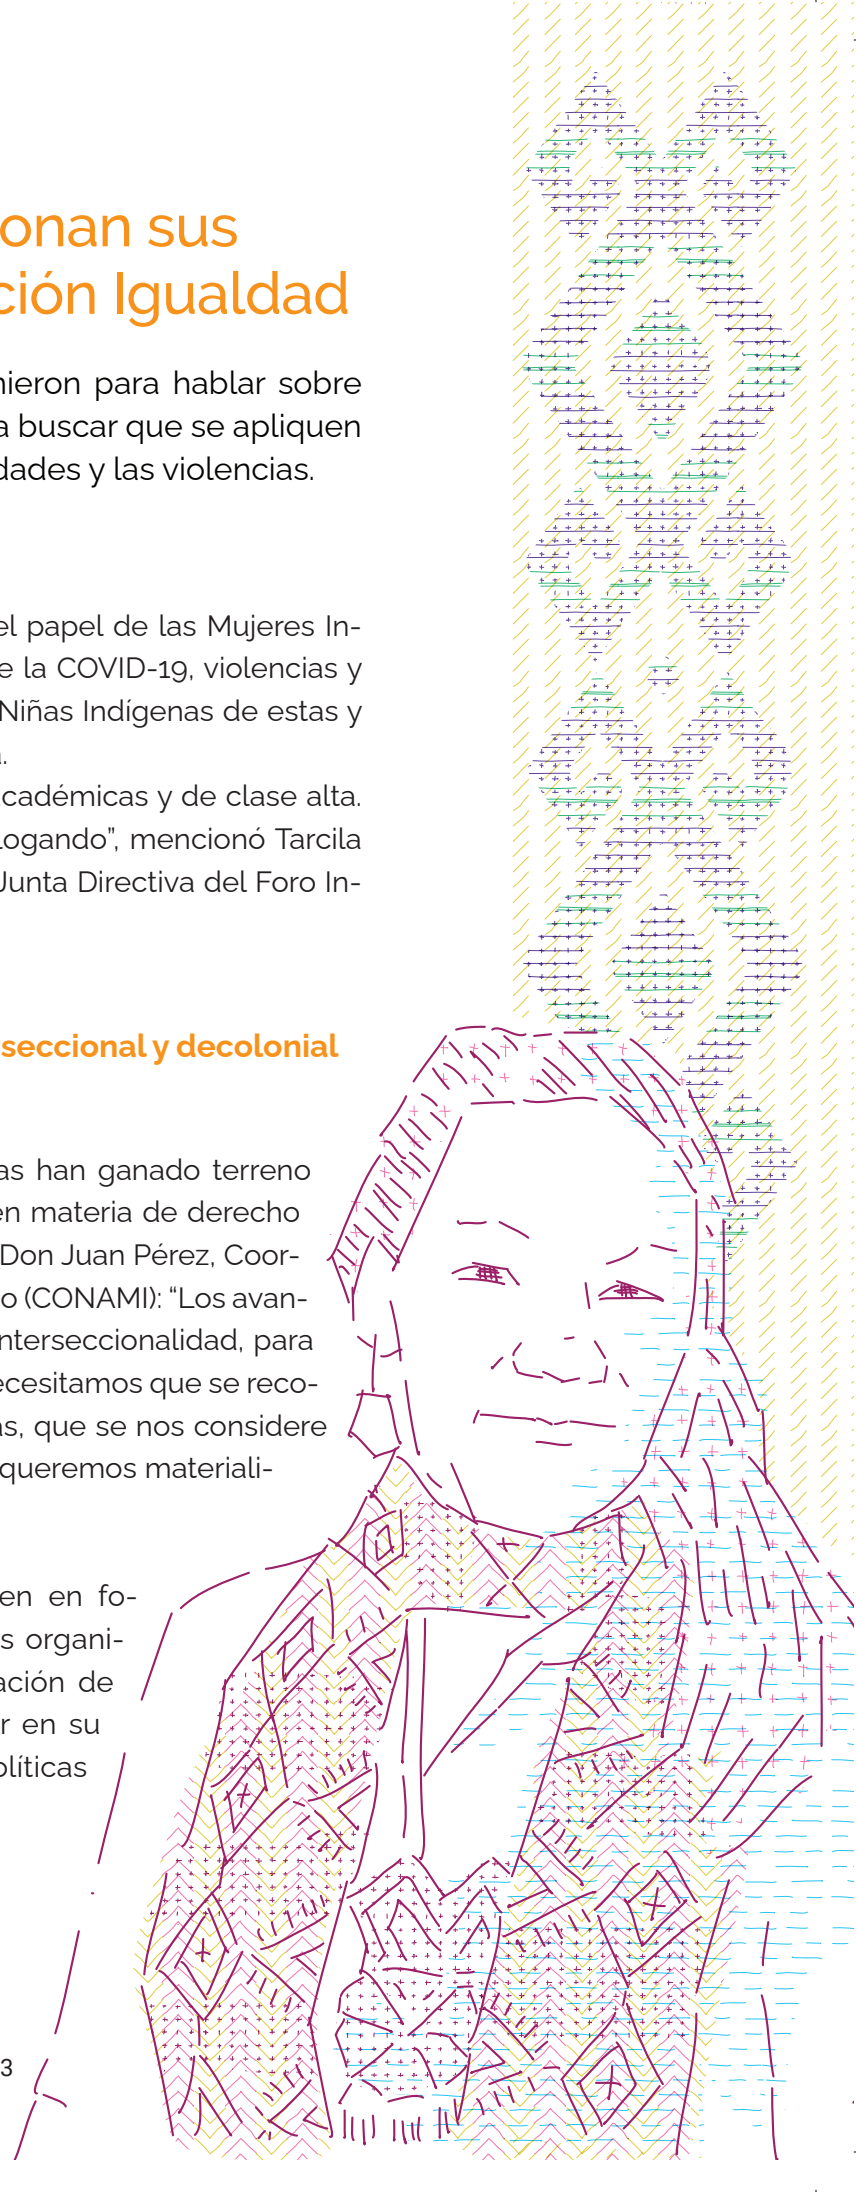 onan sus
ción Igualdad
nieron para hablar sobre
a buscar que se apliquen
dades y las violencias.
el papel de las Mujeres In-
e la COVID-19, violencias y
Niñas Indígenas de estas y
a.
cadémicas y de clase alta.
logando”, mencionó Tarcila
Junta Directiva del Foro In-
seccional y decolonial
as han ganado terreno
en materia de derecho
Don Juan Pérez, Coor-
o (CONAMI): “Los avan-
nterseccionalidad, para
ecesitamos que se reco-
as, que se nos considere
queremos materiali-
en en fo-
s organi-
ación de
r en su
olíticas
3